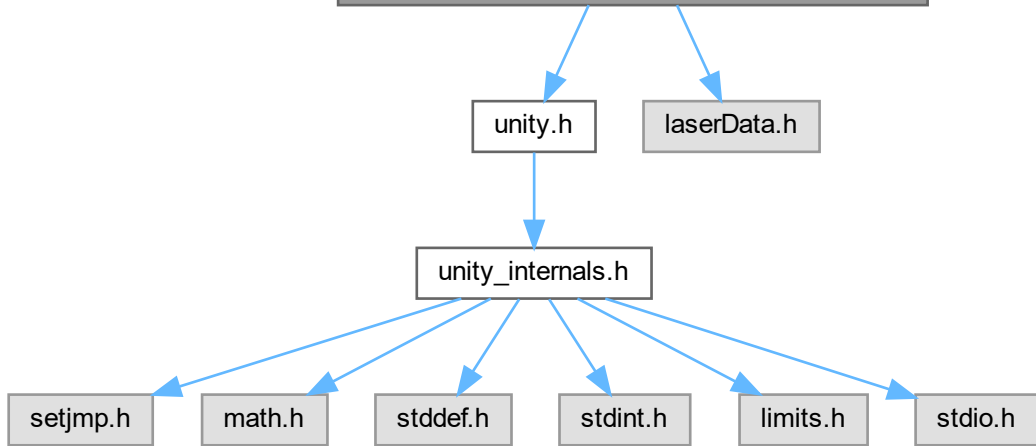 unity.h
laserData.h
unity_internals.h
setjmp.h
math.h
stddef.h
stdint.h
limits.h
stdio.h